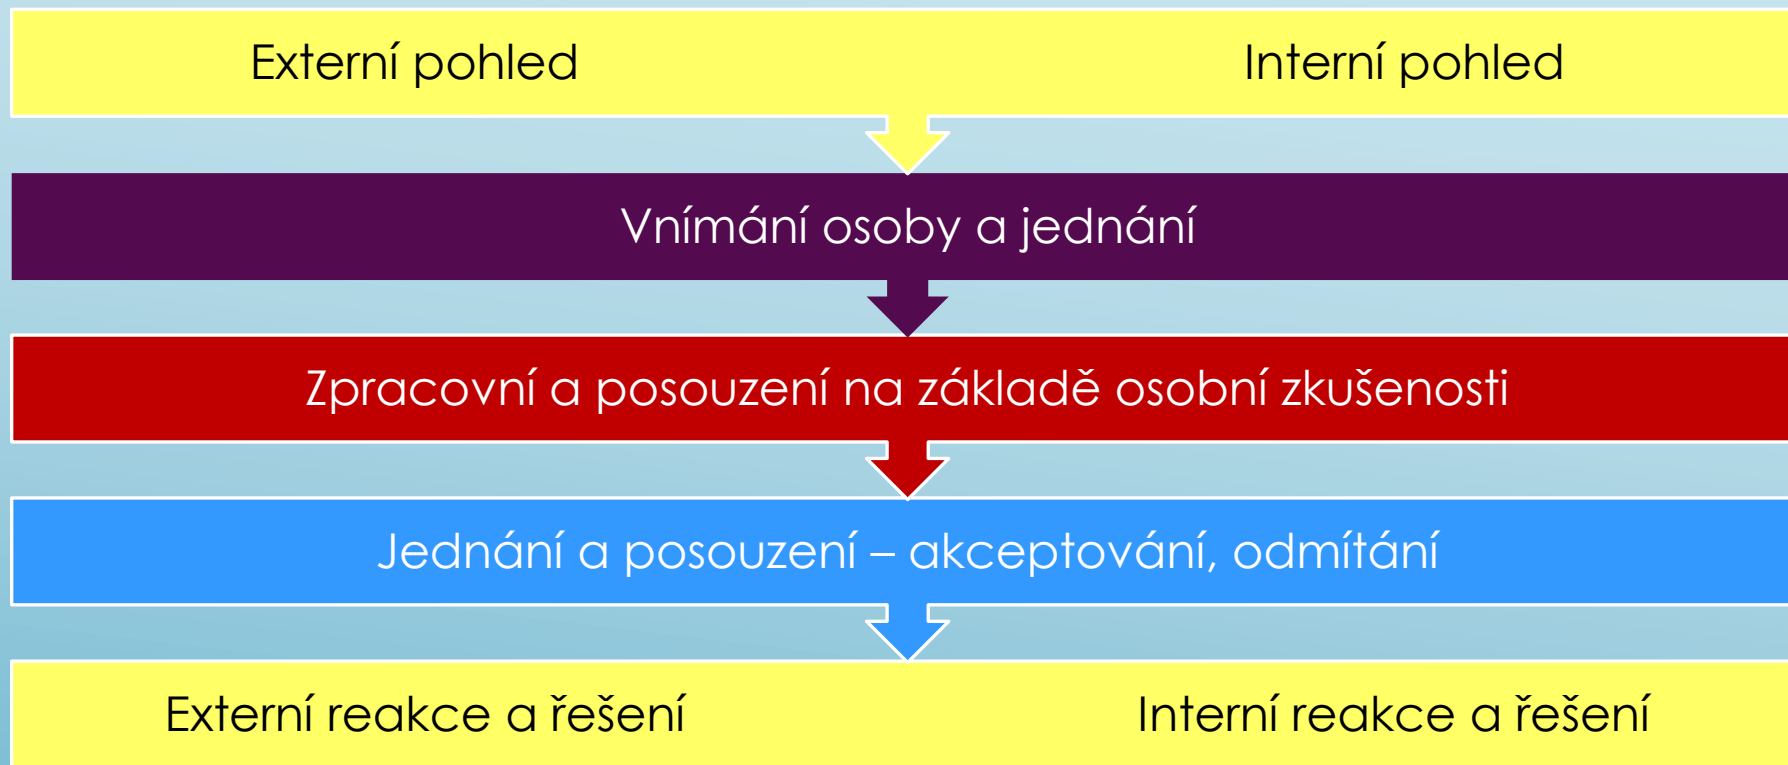 Externí pohled Interní pohled
Vnímání osoby a jednání
Zpracovní a posouzení na základě osobní zkušenosti
Jednání a posouzení – akceptování, odmítání
Externí reakce a řešení Interní reakce a řešení